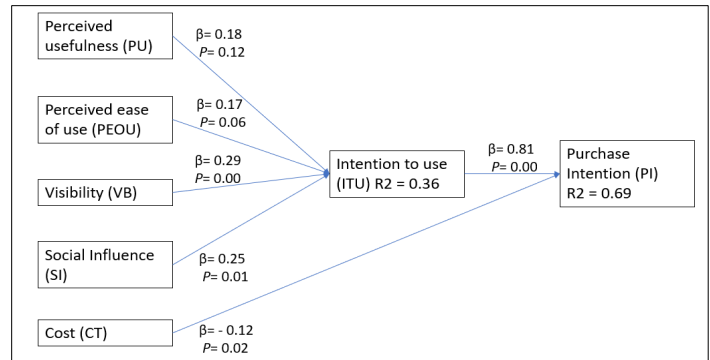 Perceived
usefulness (PU)
β= 0.18
P= 0.12
Perceived ease
of use (PEOU)
β= 0.17
P= 0.06
Visibility (VB)
β= 0.29
P= 0.00
Social Influence
(SI)
β= 0.25
P= 0.01
Cost (CT)
β= - 0.12
P= 0.02
Intention to use
(ITU) R2 = 0.36
β= 0.81
P= 0.00
Purchase
Intention (PI)
R2 = 0.69